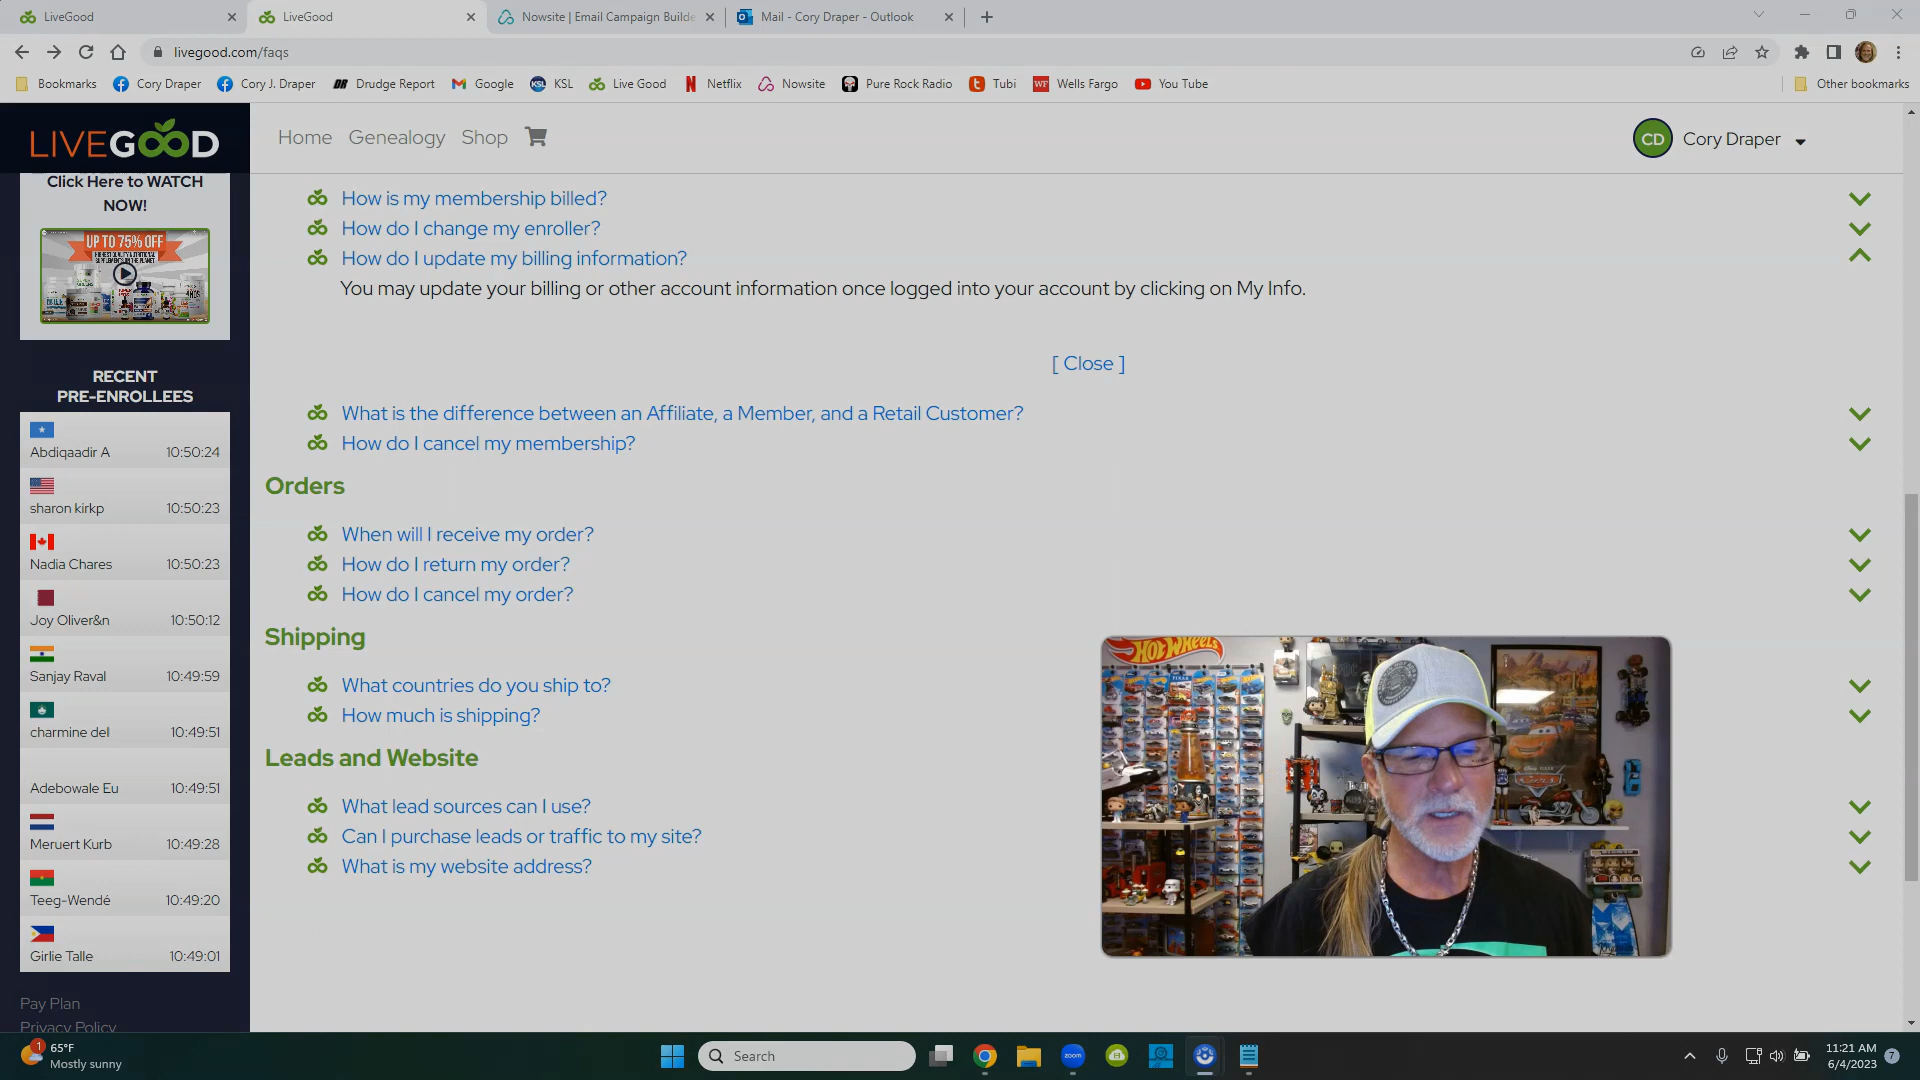 LiveGood
LiveGood
Nowsite | Email Campaign Builde
Mail - Cory Draper - Outlook
livegood.com/faqs
Bookmarks
Cory Draper
Cory J. Draper
Drudge Report
Google
KSL
Live Good
Netflix
Nowsite
Pure Rock Radio
Tubi
Wells Fargo
You Tube
Other bookmarks
LIVEGOOD
Home
Genealogy
Shop
CD
Cory Draper
Click Here to WATCH
NOW!
UP TO 75% OFF
RECENT
PRE-ENROLLEES
Abdiqaadir A 10:50:24
sharon kirkp 10:50:23
Nadia Chares 10:50:23
Joy Oliver&n 10:50:12
Sanjay Raval 10:49:59
charmine del 10:49:51
Adebowale Eu 10:49:51
Meruert Kurb 10:49:28
Teeg-Wendé 10:49:20
Girlie Talle 10:49:01
Pay Plan
Privacy Policy
How is my membership billed?
How do I change my enroller?
How do I update my billing information?
You may update your billing or other account information once logged into your account by clicking on My Info.
[ Close ]
What is the difference between an Affiliate, a Member, and a Retail Customer?
How do I cancel my membership?
Orders
When will I receive my order?
How do I return my order?
How do I cancel my order?
Shipping
What countries do you ship to?
How much is shipping?
Leads and Website
What lead sources can I use?
Can I purchase leads or traffic to my site?
What is my website address?
HOT WHEELS
1
65°F
Mostly sunny
Search
zoom
11:21 AM
6/4/2023
7